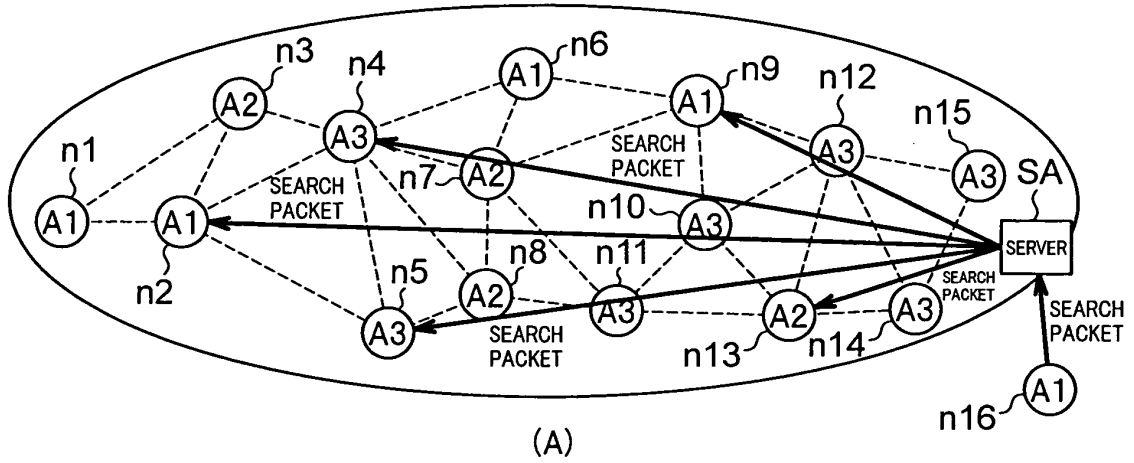 n3
n4
n6
n9
n12
n15
n1
A2
A3
A1
A1
A3
A3
SEARCH
PACKET
n7
A2
SA
A1
A1
SEARCH
PACKET
n10
A3
SERVER
n2
n5
n8
n11
A3
A2
A3
SEARCH
PACKET
n13
A2
n14
A3
SEARCH
PACKET
SEARCH
PACKET
n16
A1
(A)